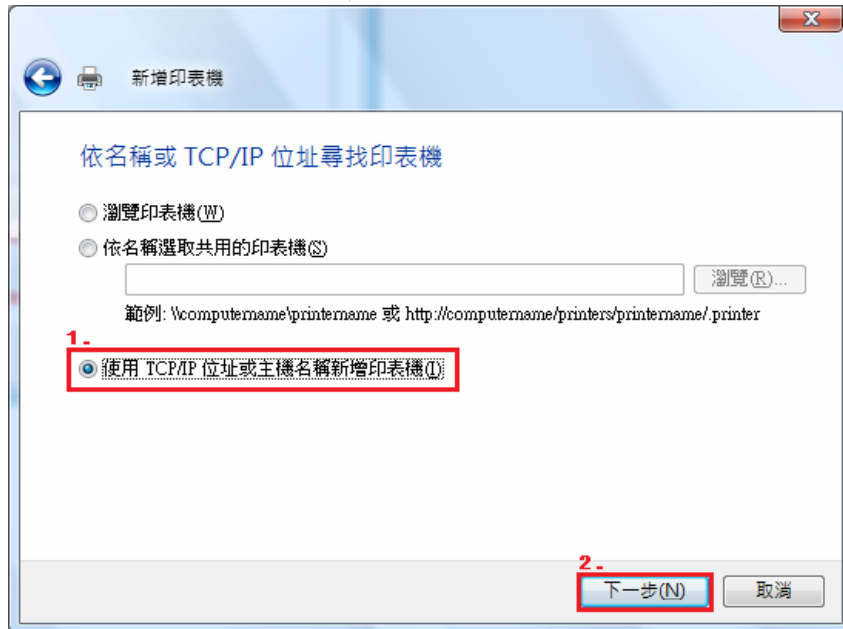 新增印表機
依名稱或 TCP/IP 位址尋找印表機
瀏覽印表機(W)
依名稱選取共用的印表機(S)
瀏覽(R)...
範例: \\computername\printername 或 http://computername/printers/printername/.printer
1.
使用 TCP/IP 位址或主機名稱新增印表機(I)
2.
下一步(N) 取消